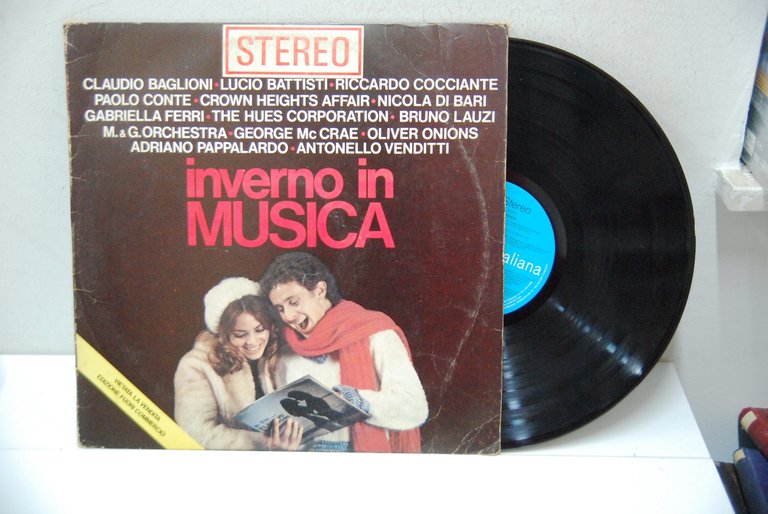 STEREO
CLAUDIO BAGLIONI • LUCIO BATTISTI • RICCARDO COCCIANTE
PAOLO CONTE • CROWN HEIGHTS AFFAIR • NICOLA DI BARI
GABRIELLA FERRI • THE HUES CORPORATION • BRUNO LAUZI
M. & G. ORCHESTRA • GEORGE Mc CRAE • OLIVER ONIONS
ADRIANO PAPPALARDO • ANTONELLO VENDITTI
inverno in
MUSICA
VIETATA LA VENDITA
EDIZIONE FUORI COMMERCIO
Stereo
aliana